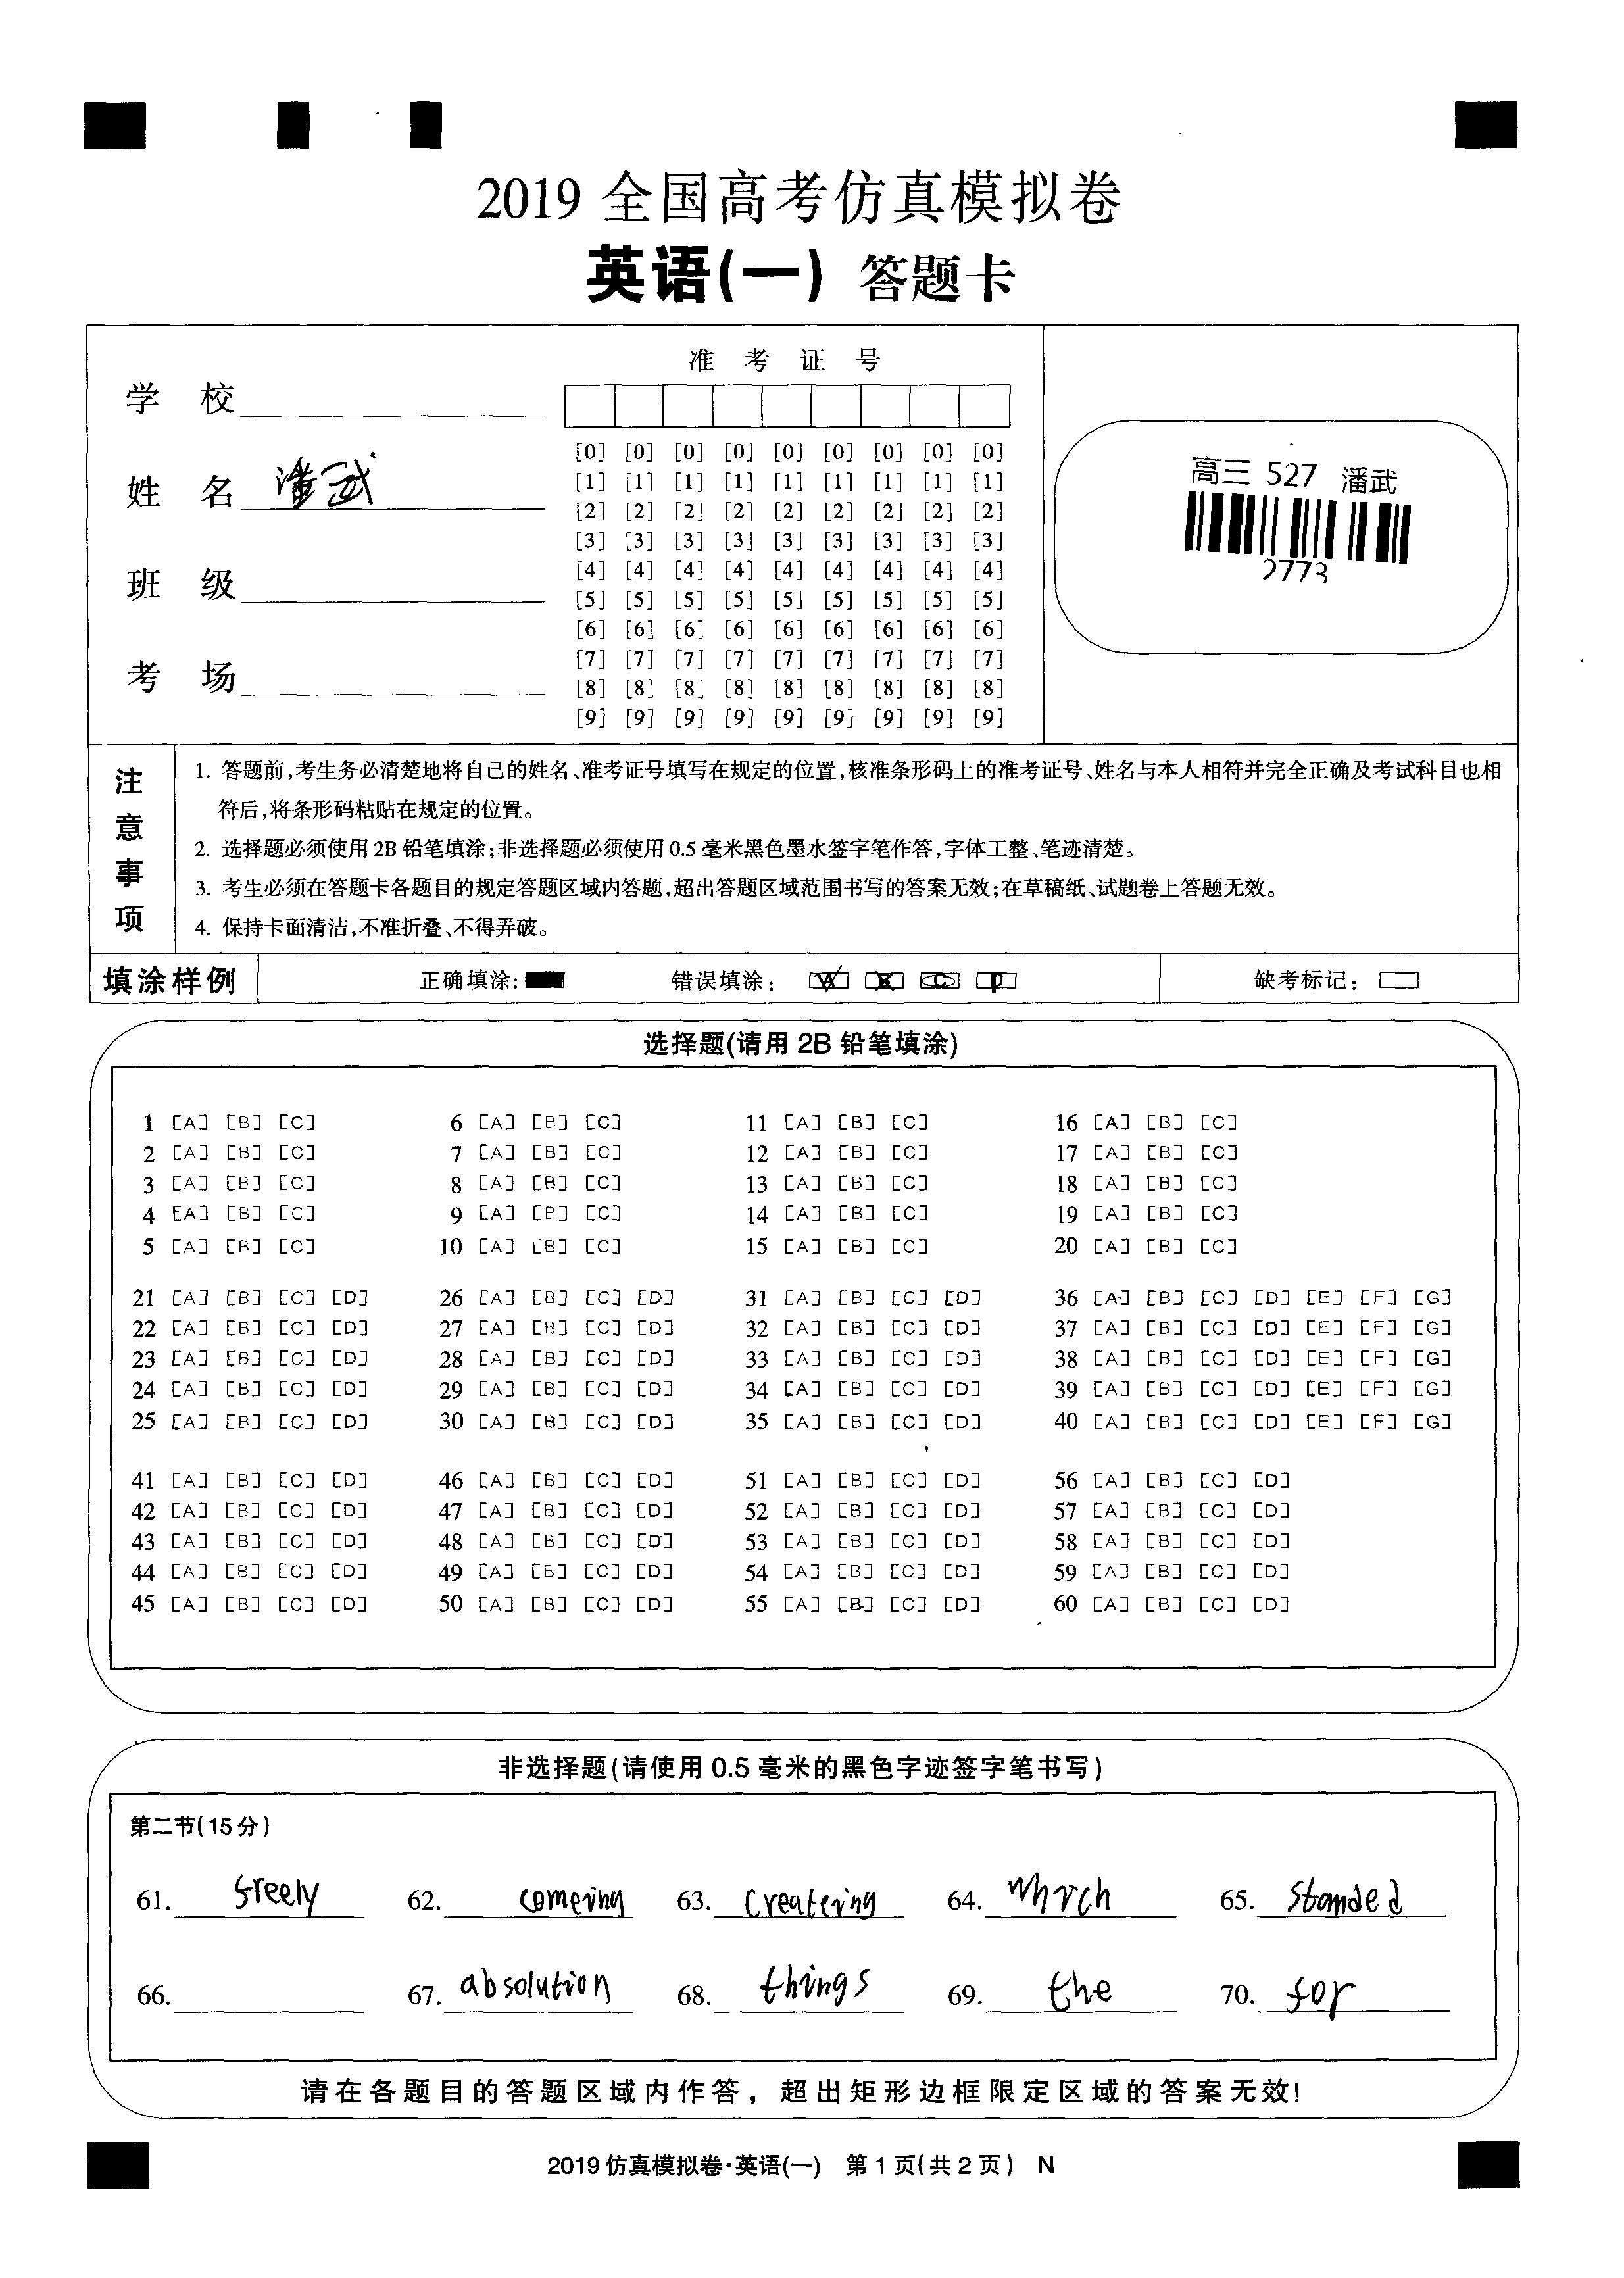 2019 全国高考仿真模拟卷
英语(一) 答题卡
准 考 证 号
学 校
姓 名 潘武
班 级
考 场
[0] [0] [0] [0] [0] [0] [0] [0] [0]
[1] [1] [1] [1] [1] [1] [1] [1] [1]
[2] [2] [2] [2] [2] [2] [2] [2] [2]
[3] [3] [3] [3] [3] [3] [3] [3] [3]
[4] [4] [4] [4] [4] [4] [4] [4] [4]
[5] [5] [5] [5] [5] [5] [5] [5] [5]
[6] [6] [6] [6] [6] [6] [6] [6] [6]
[7] [7] [7] [7] [7] [7] [7] [7] [7]
[8] [8] [8] [8] [8] [8] [8] [8] [8]
[9] [9] [9] [9] [9] [9] [9] [9] [9]
高三 527 潘武
2773
注意事项
1. 答题前,考生务必清楚地将自己的姓名、准考证号填写在规定的位置,核准条形码上的准考证号、姓名与本人相符并完全正确及考试科目也相
符后,将条形码粘贴在规定的位置。
2. 选择题必须使用2B铅笔填涂;非选择题必须使用0.5毫米黑色墨水签字笔作答,字体工整、笔迹清楚。
3. 考生必须在答题卡各题目的规定答题区域内答题,超出答题区域范围书写的答案无效;在草稿纸、试题卷上答题无效。
4. 保持卡面清洁,不准折叠、不得弄破。
填涂样例 正确填涂: 错误填涂: 缺考标记:
选择题(请用 2B 铅笔填涂)
1 [A] [B] [C] 6 [A] [B] [C] 11 [A] [B] [C] 16 [A] [B] [C]
2 [A] [B] [C] 7 [A] [B] [C] 12 [A] [B] [C] 17 [A] [B] [C]
3 [A] [B] [C] 8 [A] [B] [C] 13 [A] [B] [C] 18 [A] [B] [C]
4 [A] [B] [C] 9 [A] [B] [C] 14 [A] [B] [C] 19 [A] [B] [C]
5 [A] [B] [C] 10 [A] [B] [C] 15 [A] [B] [C] 20 [A] [B] [C]
21 [A] [B] [C] [D] 26 [A] [B] [C] [D] 31 [A] [B] [C] [D] 36 [A] [B] [C] [D] [E] [F] [G]
22 [A] [B] [C] [D] 27 [A] [B] [C] [D] 32 [A] [B] [C] [D] 37 [A] [B] [C] [D] [E] [F] [G]
23 [A] [B] [C] [D] 28 [A] [B] [C] [D] 33 [A] [B] [C] [D] 38 [A] [B] [C] [D] [E] [F] [G]
24 [A] [B] [C] [D] 29 [A] [B] [C] [D] 34 [A] [B] [C] [D] 39 [A] [B] [C] [D] [E] [F] [G]
25 [A] [B] [C] [D] 30 [A] [B] [C] [D] 35 [A] [B] [C] [D] 40 [A] [B] [C] [D] [E] [F] [G]
41 [A] [B] [C] [D] 46 [A] [B] [C] [D] 51 [A] [B] [C] [D] 56 [A] [B] [C] [D]
42 [A] [B] [C] [D] 47 [A] [B] [C] [D] 52 [A] [B] [C] [D] 57 [A] [B] [C] [D]
43 [A] [B] [C] [D] 48 [A] [B] [C] [D] 53 [A] [B] [C] [D] 58 [A] [B] [C] [D]
44 [A] [B] [C] [D] 49 [A] [B] [C] [D] 54 [A] [B] [C] [D] 59 [A] [B] [C] [D]
45 [A] [B] [C] [D] 50 [A] [B] [C] [D] 55 [A] [B] [C] [D] 60 [A] [B] [C] [D]
非选择题(请使用 0.5 毫米的黑色字迹签字笔书写)
第二节(15分)
61. freely 62. comeing 63. createing 64. which 65. standed
66. 67. absolution 68. things 69. the 70. for
请在各题目的答题区域内作答, 超出矩形边框限定区域的答案无效!
2019 仿真模拟卷·英语(一) 第 1 页(共 2 页) N